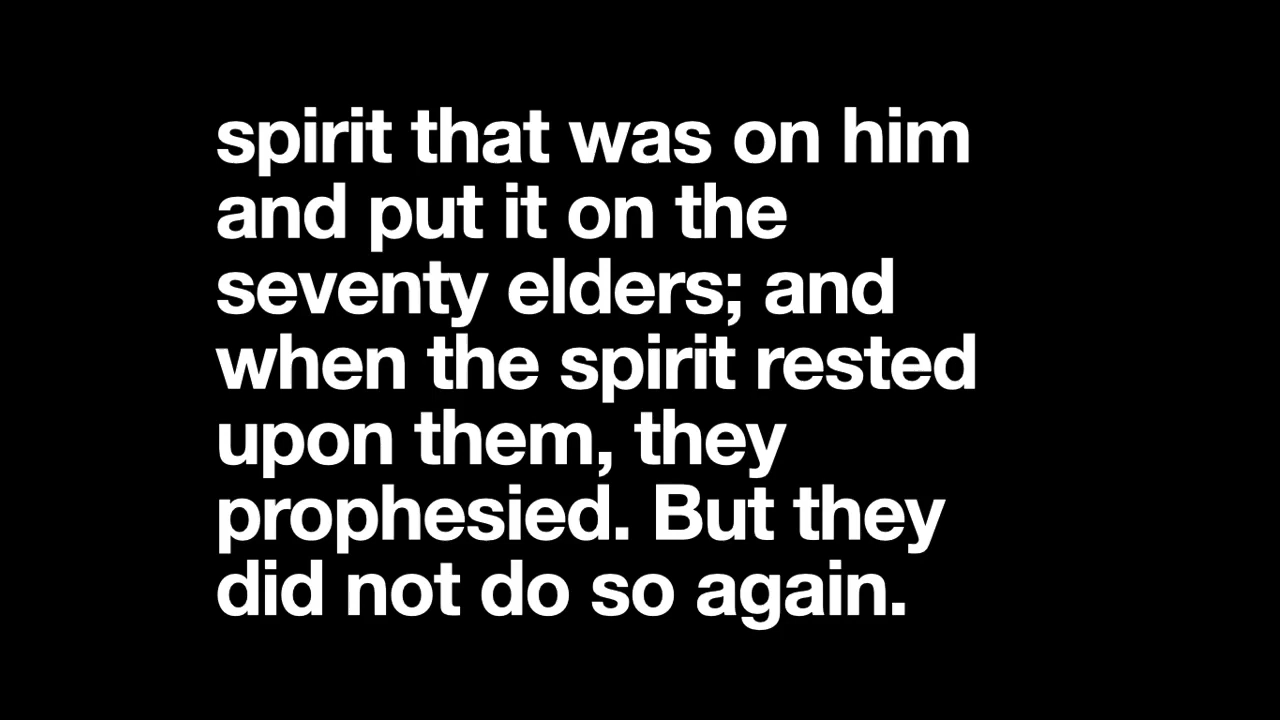 spirit that was on him
and put it on the
seventy elders; and
when the spirit rested
upon them, they
prophesied. But they
did not do so again.